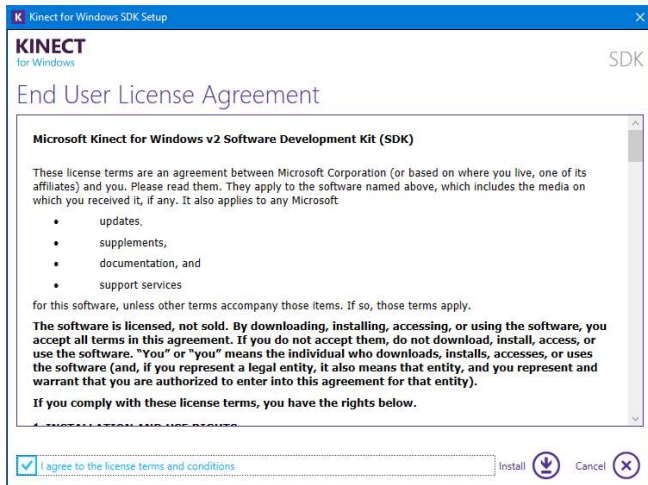 Kinect for Windows SDK Setup
KINECT
for Windows
SDK
End User License Agreement
Microsoft Kinect for Windows v2 Software Development Kit (SDK)
These license terms are an agreement between Microsoft Corporation (or based on where you live, one of its
affiliates) and you. Please read them. They apply to the software named above, which includes the media on
which you received it, if any. It also applies to any Microsoft
• updates,
• supplements,
• documentation, and
• support services
for this software, unless other terms accompany those items. If so, those terms apply.
The software is licensed, not sold. By downloading, installing, accessing, or using the software, you
accept all terms in this agreement. If you do not accept them, do not download, install, access, or
use the software. “You” or “you” means the individual who downloads, installs, accesses, or uses
the software (and, if you represent a legal entity, it also means that entity, and you represent and
warrant that you are authorized to enter into this agreement for that entity).
If you comply with these license terms, you have the rights below.
1. INSTALLATION AND USE RIGHTS
I agree to the license terms and conditions
Install
Cancel